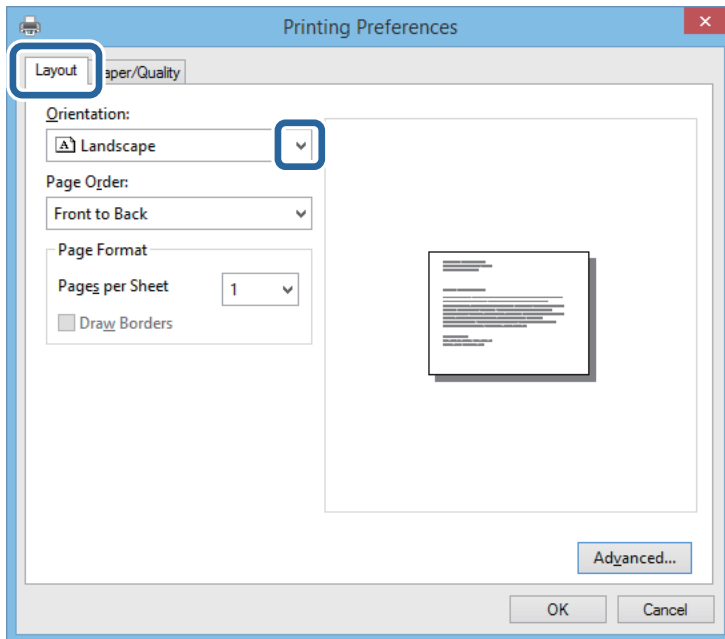 Printing Preferences
Layout
aper/Quality
Orientation:
A Landscape
Page Order:
Front to Back
Page Format
Pages per Sheet 1
Draw Borders
Advanced...
OK Cancel